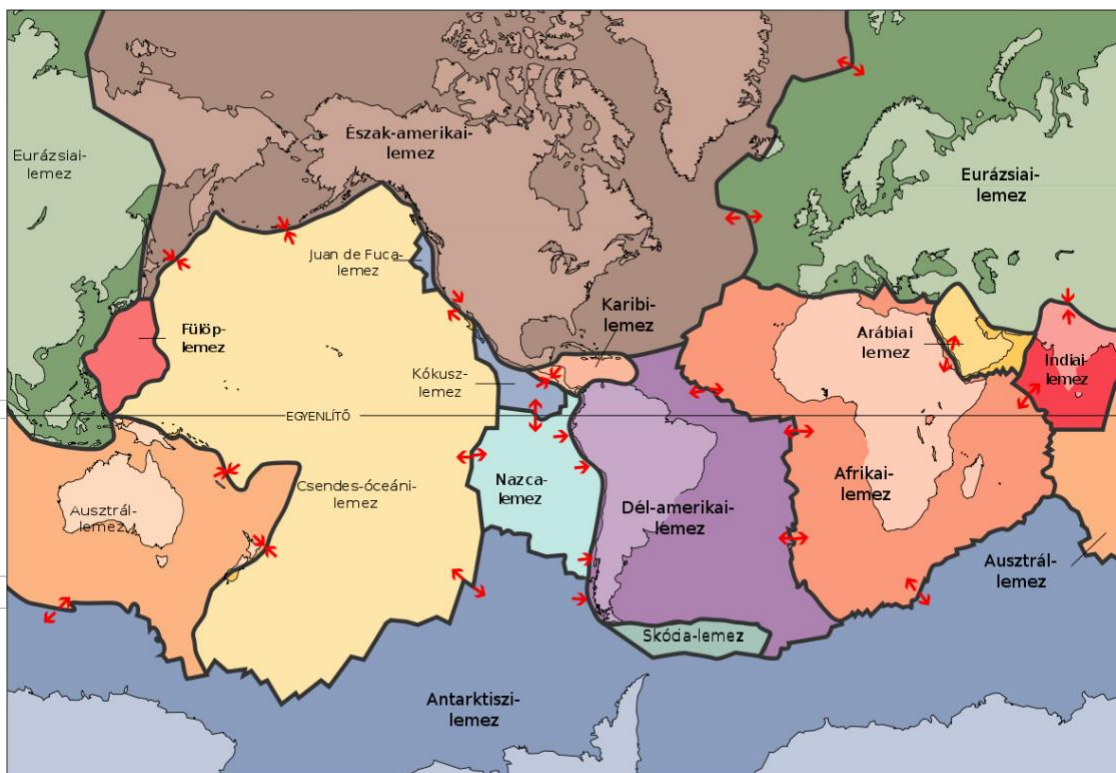 Eurázsiai-
lemez
Észak-amerikai-
lemez
Eurázsiai-
lemez
Juan de Fuca-
lemez
Fülöp-
lemez
Karibi-
lemez
Arábiai
lemez
Indiai-
lemez
Kókusz-
lemez
EGYENLÍTŐ
Ausztrál-
lemez
Csendes-óceáni-
lemez
Nazca-
lemez
Dél-amerikai-
lemez
Afrikai-
lemez
Ausztrál-
lemez
Skócia-lemez
Antarktiszi-
lemez